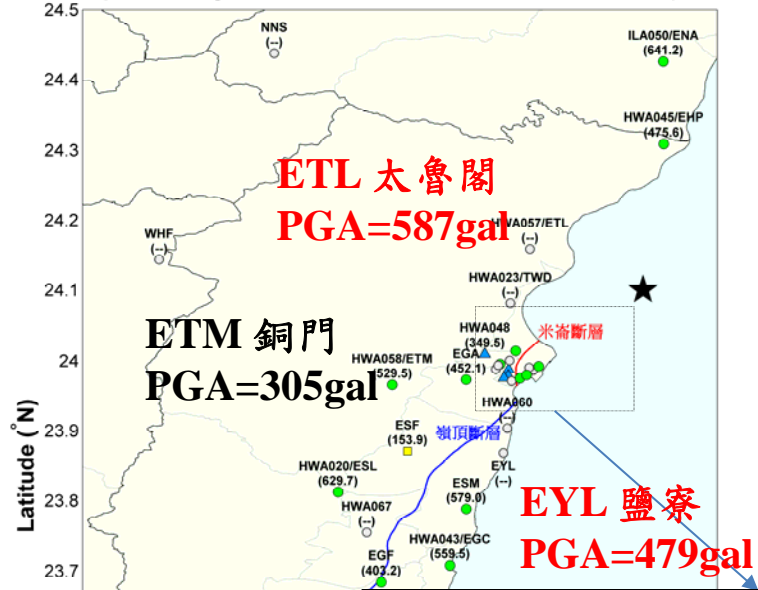 24.5
NNS
(--)
ILA050/ENA
(641.2)
24.4
HWA045/EHP
(475.6)
24.3
ETL 太魯閣
PGA=587gal
24.2
HWA057/ETL
(--)
WHF
(--)
24.1
HWA023/TWD
(--)
ETM 銅門
PGA=305gal
HWA048
(349.5)
米崙斷層
24
HWA058/ETM
(529.5)
EGA
(452.1)
HWA060
(--)
23.9
ESF
(153.9)
嶺頂斷層
EYL
(--)
HWA020/ESL
(629.7)
ESM
(579.0)
EYL 鹽寮
PGA=479gal
23.8
HWA067
(--)
HWA043/EGC
(559.5)
EGF
(403.2)
23.7
Latitude (°N)